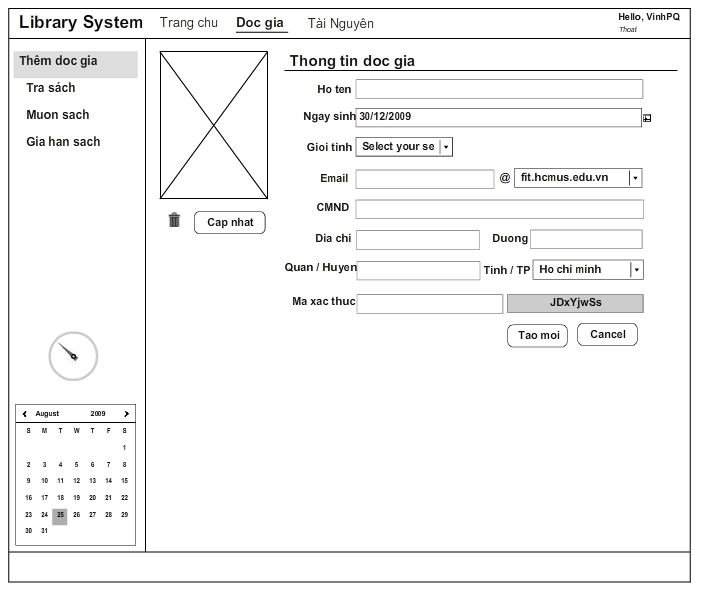 Library System Trang chu Doc gia Tài Nguyên
Hello, VinhPQ
Thoat
Thêm doc gia
Tra sách
Muon sach
Gia han sach
Cap nhat
Thong tin doc gia
Ho ten
Ngay sinh 30/12/2009
Gioi tinh Select your se
Email @ fit.hcmus.edu.vn
CMND
Dia chi Duong
Quan / Huyen Tinh / TP Ho chi minh
Ma xac thuc JDxYjwSs
Tao moi Cancel
August 2009
S M T W T F S
1
2 3 4 5 6 7 8
9 10 11 12 13 14 15
16 17 18 19 20 21 22
23 24 25 26 27 28 29
30 31